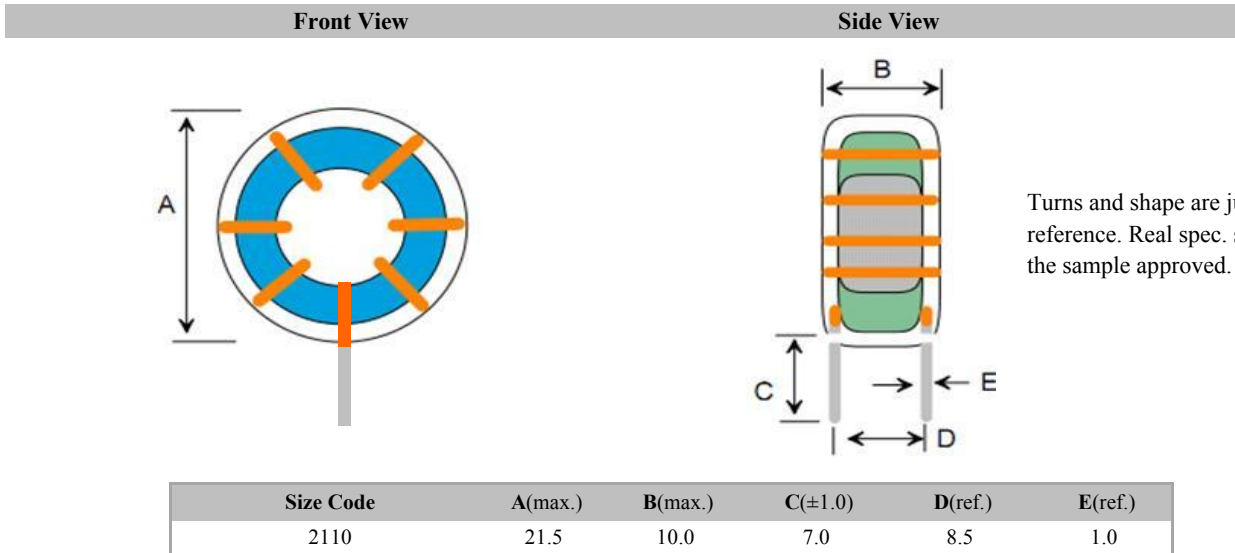 Front View Side View
B
A
Turns and shape are
reference. Real spec.
the sample approved.
C
E
D
Size Code A(max.) B(max.) C(±1.0) D(ref.) E(ref.)
2110 21.5 10.0 7.0 8.5 1.0